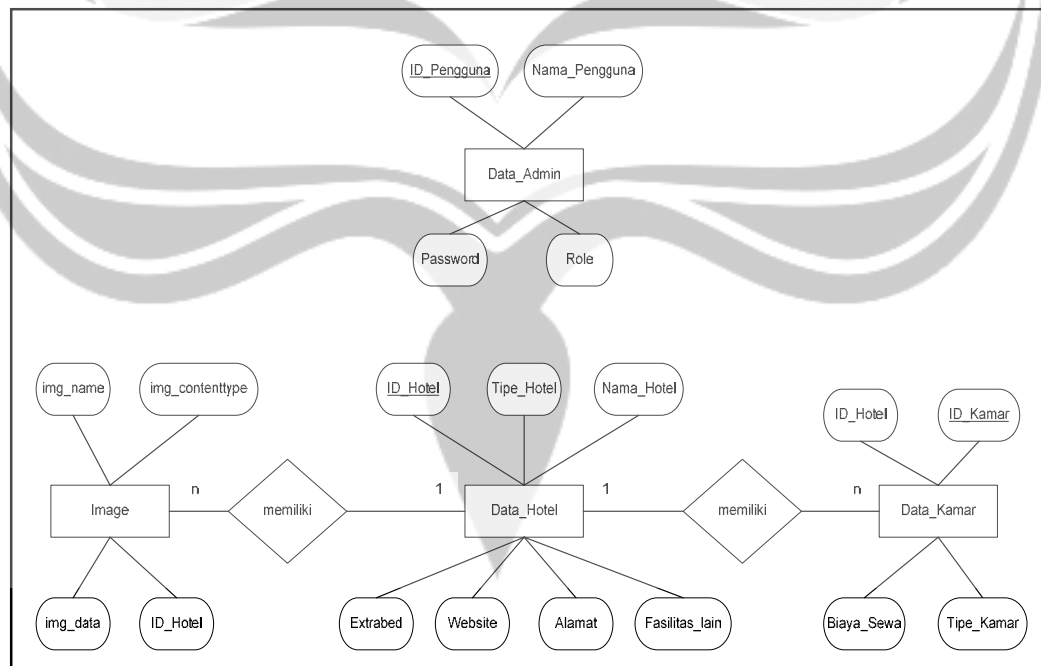 ID_Pengguna
Nama_Pengguna
Data_Admin
Password
Role
img_name
img_contenttype
ID_Hotel
Tipe_Hotel
Nama_Hotel
ID_Hotel
ID_Kamar
Image
n
memiliki
1
Data_Hotel
1
memiliki
n
Data_Kamar
img_data
ID_Hotel
Extrabed
Website
Alamat
Fasilitas_lain
Biaya_Sewa
Tipe_Kamar